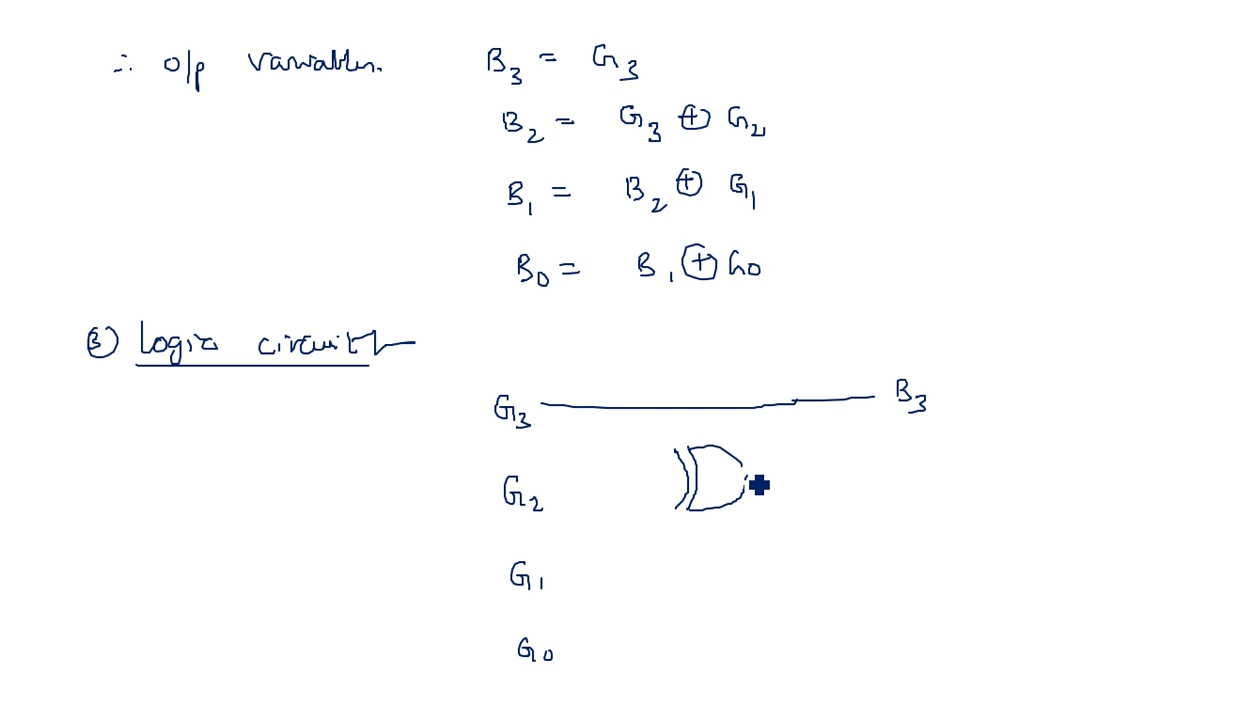 ∴ o/p variables. B₃ = G₃
B₂ = G₃ ⊕ G₂
B₁ = B₂ ⊕ G₁
B₀ = B₁ ⊕ G₀
③ Logic circuit
G₃ B₃
G₂
G₁
G₀